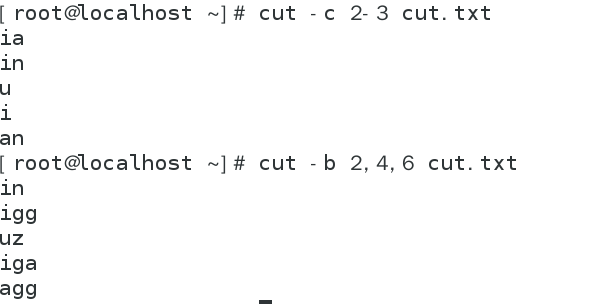 [root@localhost ~]# cut -c 2-3 cut.txt
ia
in
u
i
an
[root@localhost ~]# cut -b 2,4,6 cut.txt
in
igg
uz
iga
agg